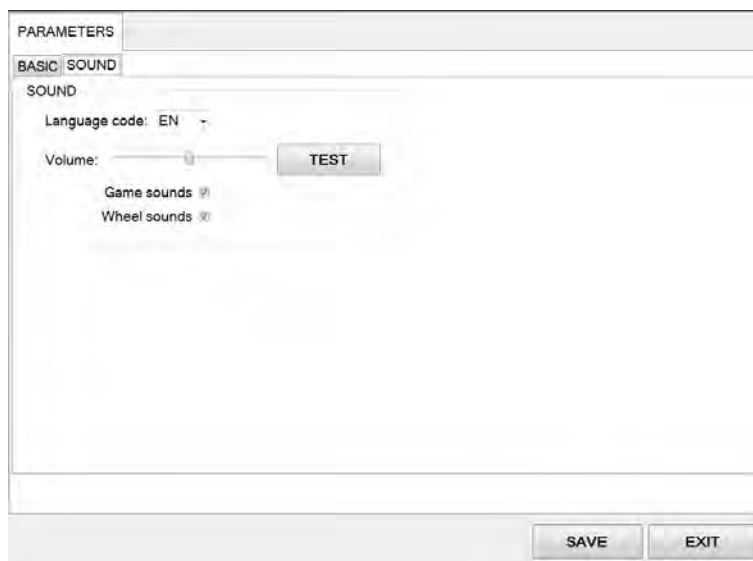 PARAMETERS
BASIC SOUND
SOUND
Language code: EN
Volume: TEST
Game sounds
Wheel sounds
SAVE EXIT